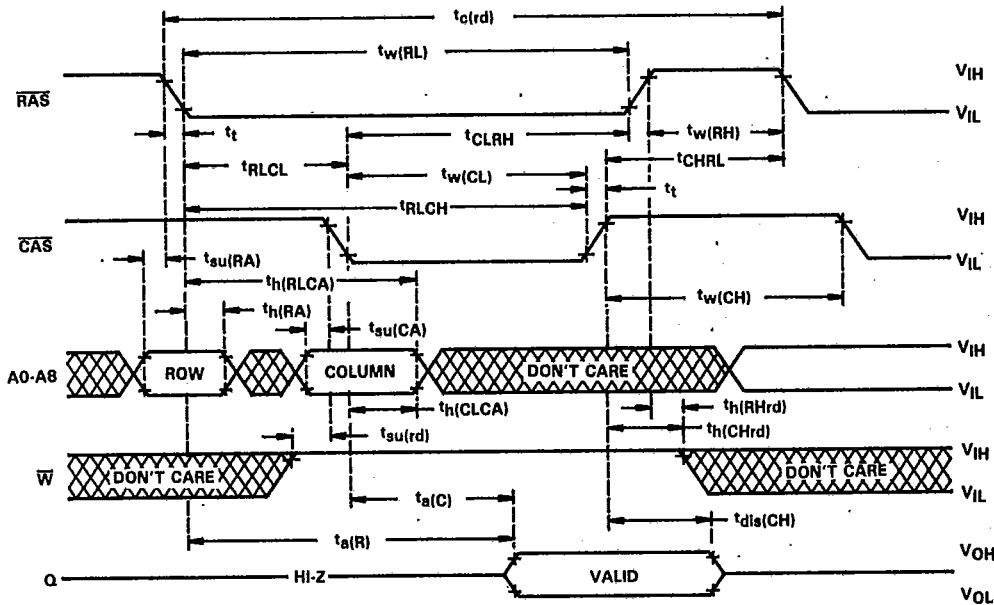 tc(rd)
tw(RL)
RAS
VIH
VIL
tt
tCLRH
tw(RH)
tRLCL
tCHRL
tw(CL)
tt
tRLCH
CAS
VIH
VIL
tsu(RA)
th(RLCA)
tw(CH)
th(RA)
tsu(CA)
A0-A8
ROW
COLUMN
DON'T CARE
VIH
VIL
th(CLCA)
th(RHrd)
tsu(rd)
th(CHrd)
W
DON'T CARE
DON'T CARE
VIH
VIL
ta(C)
tdis(CH)
ta(R)
Q
HI-Z
VALID
VOH
VOL